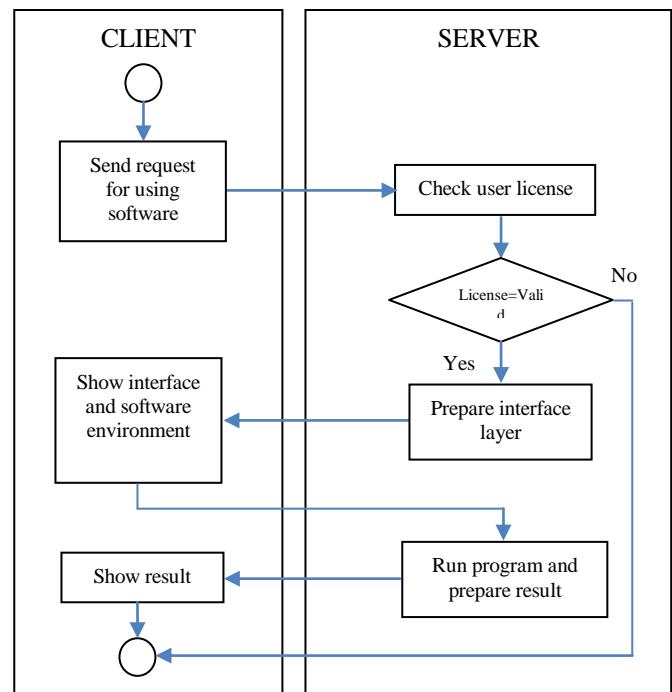 CLIENT
SERVER
Send request
for using
software
Check user license
No
License=Vali
d
Yes
Show interface
and software
environment
Prepare interface
layer
Run program and
prepare result
Show result